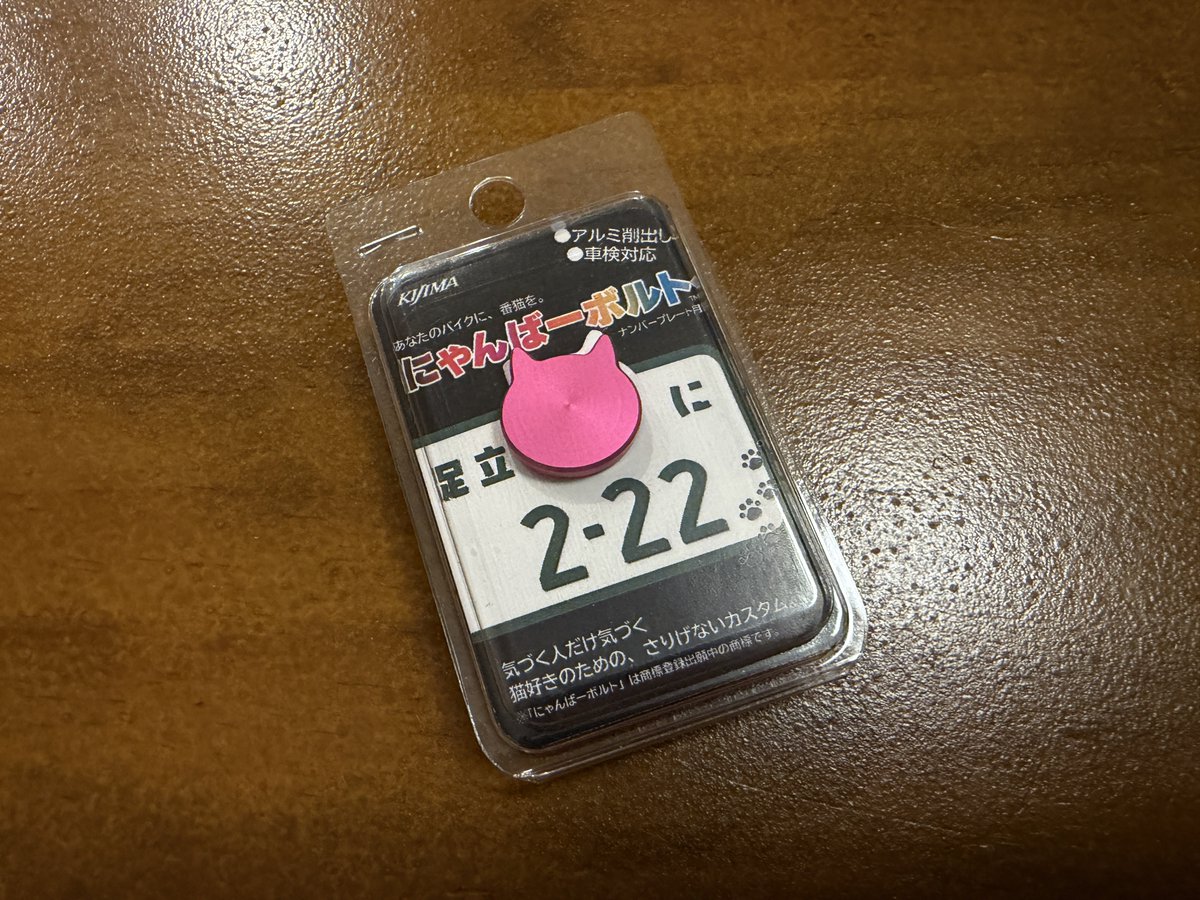 ●アルミ削出し
●車検対応
KIJIMA
あなたのバイクに、番猫を。
にゃんばーボルト™
ナンバープレート用
足立 に
2-22
気づく人だけ気づく
猫好きのための、さりげないカスタム。
※「にゃんばーボルト」は商標登録出願中の商標です。